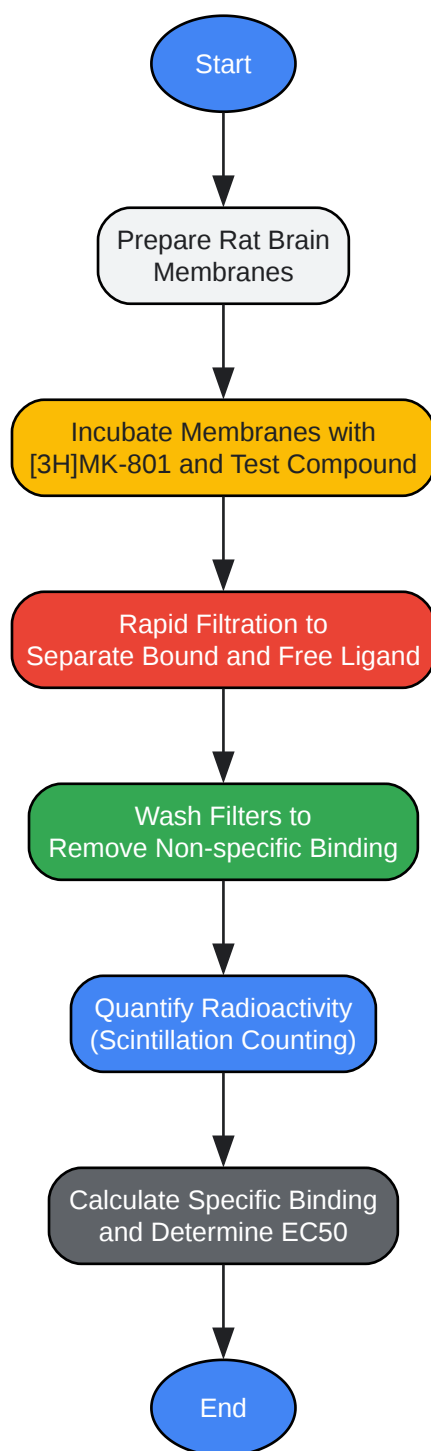 Start
Prepare Rat Brain
Membranes
Incubate Membranes with
[3H]MK-801 and Test Compound
Rapid Filtration to
Separate Bound and Free Ligand
Wash Filters to
Remove Non-specific Binding
Quantify Radioactivity
(Scintillation Counting)
Calculate Specific Binding
and Determine EC50
End